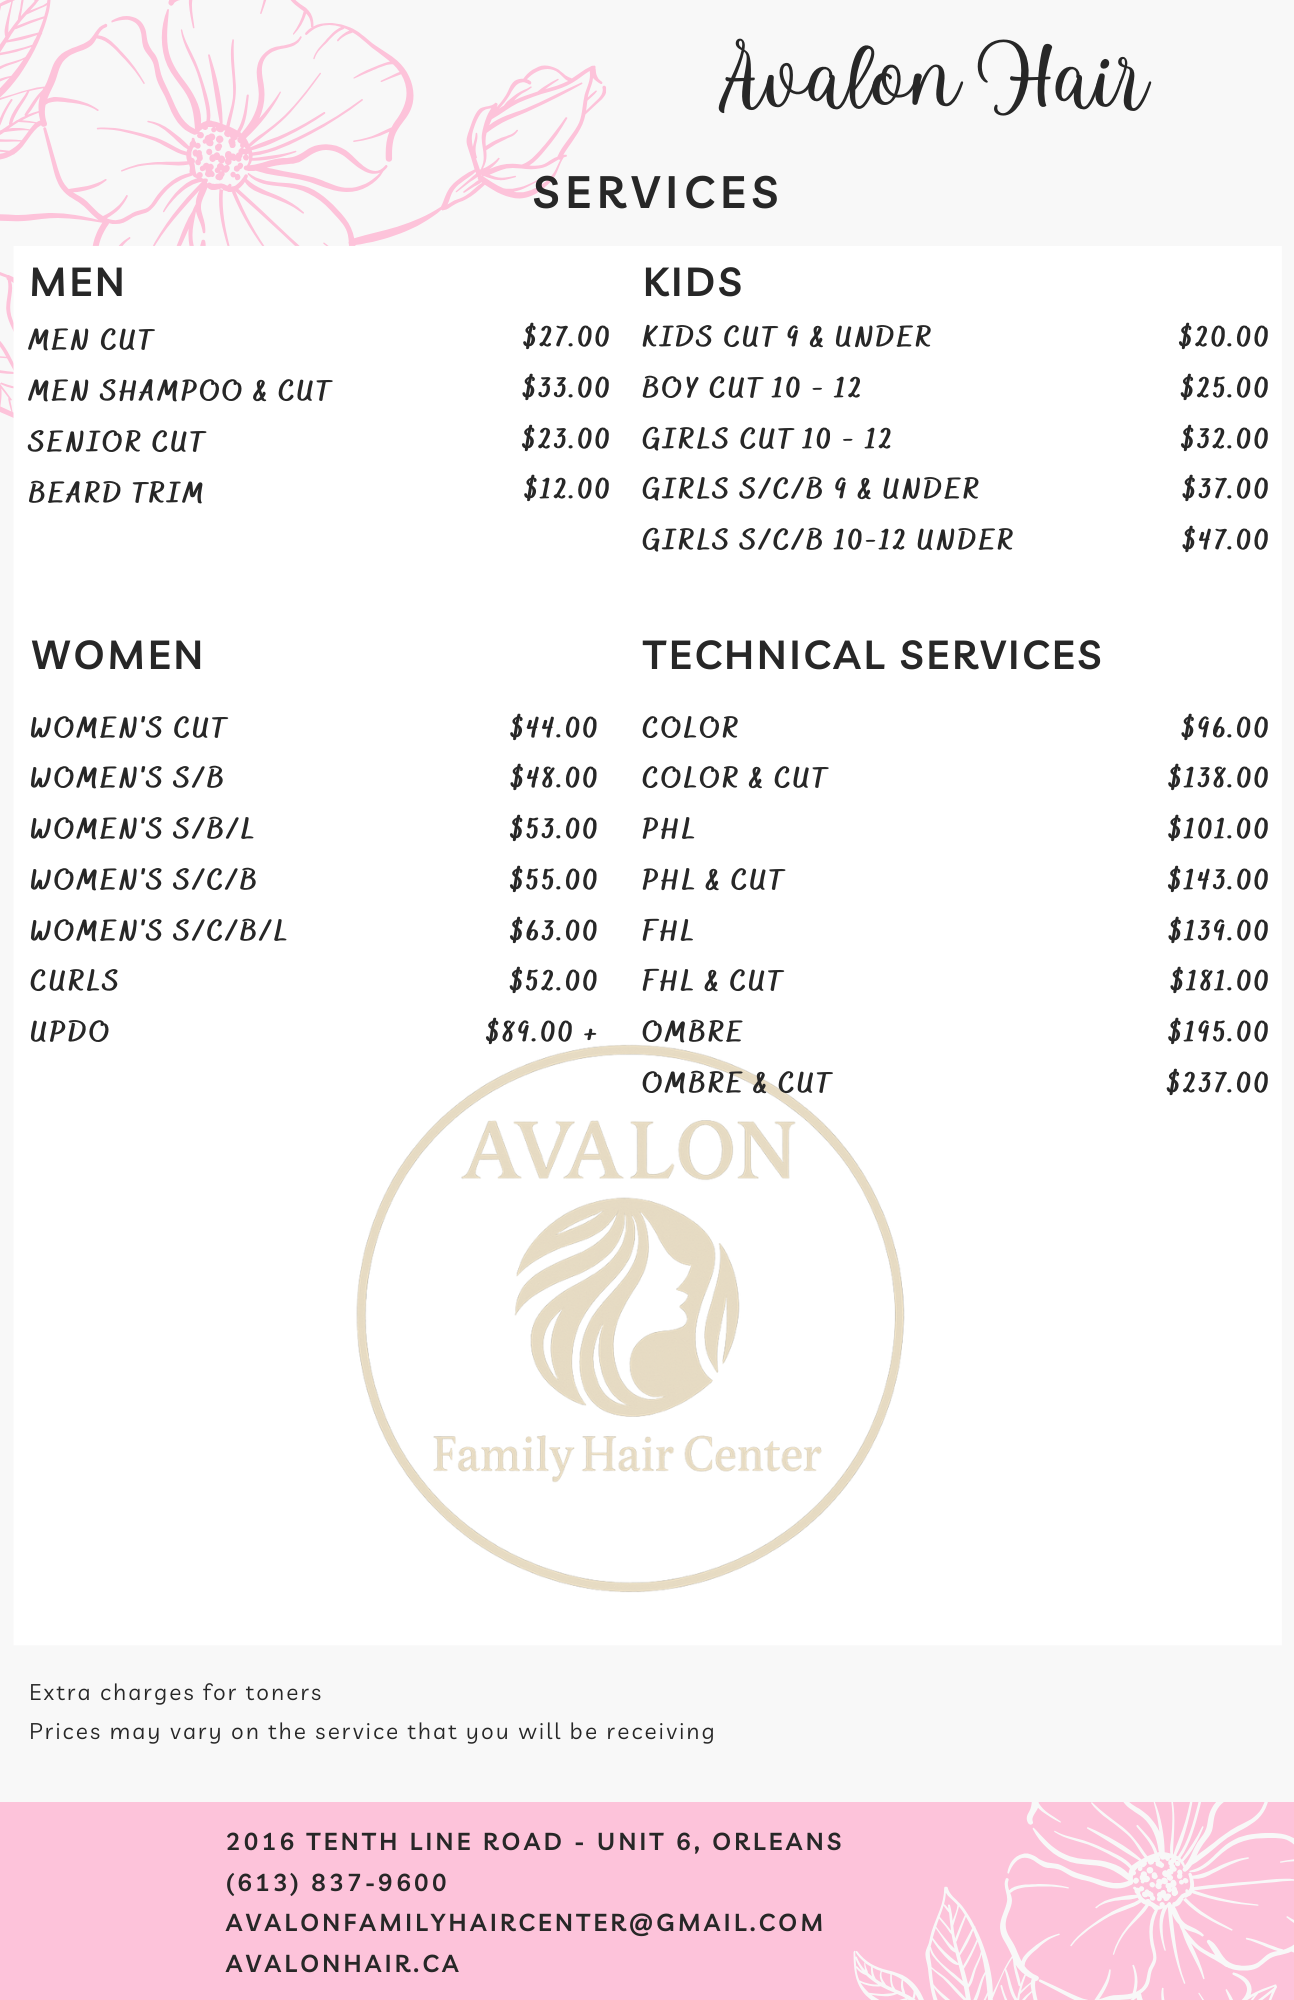 Avalon Hair
SERVICES
MEN
MEN CUT $27.00
MEN SHAMPOO & CUT $33.00
SENIOR CUT $23.00
BEARD TRIM $12.00
KIDS
KIDS CUT 9 & UNDER $20.00
BOY CUT 10 - 12 $25.00
GIRLS CUT 10 - 12 $32.00
GIRLS S/C/B 9 & UNDER $37.00
GIRLS S/C/B 10-12 UNDER $47.00
WOMEN
WOMEN'S CUT $44.00
WOMEN'S S/B $48.00
WOMEN'S S/B/L $53.00
WOMEN'S S/C/B $55.00
WOMEN'S S/C/B/L $63.00
CURLS $52.00
UPDO $89.00 +
TECHNICAL SERVICES
COLOR $96.00
COLOR & CUT $138.00
PHL $101.00
PHL & CUT $143.00
FHL $139.00
FHL & CUT $181.00
OMBRE $195.00
OMBRE & CUT $237.00
AVALON
Family Hair Center
Extra charges for toners
Prices may vary on the service that you will be receiving
2016 TENTH LINE ROAD - UNIT 6, ORLEANS
(613) 837-9600
AVALONFAMILYHAIRCENTER@GMAIL.COM
AVALONHAIR.CA